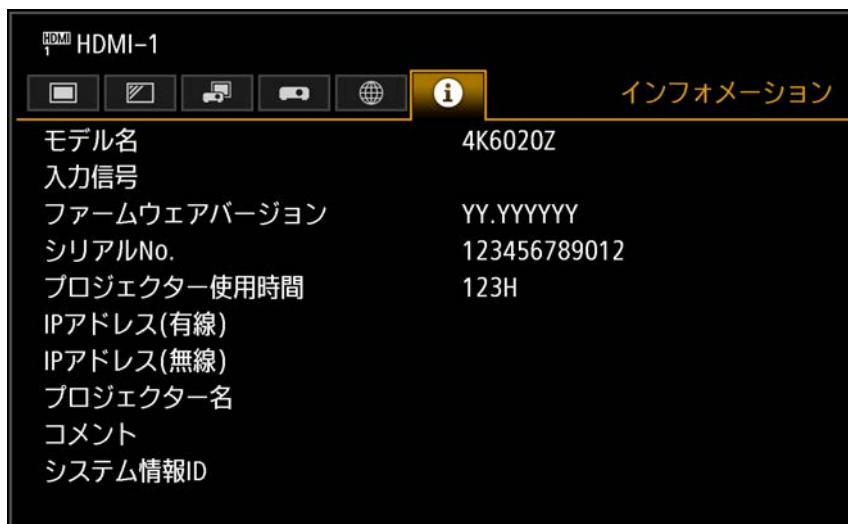 HDMI 1 HDMI-1
i インフォメーション
モデル名 4K6020Z
入力信号
ファームウェアバージョン YY.YYYYYY
シリアルNo. 123456789012
プロジェクター使用時間 123H
IPアドレス(有線)
IPアドレス(無線)
プロジェクター名
コメント
システム情報ID